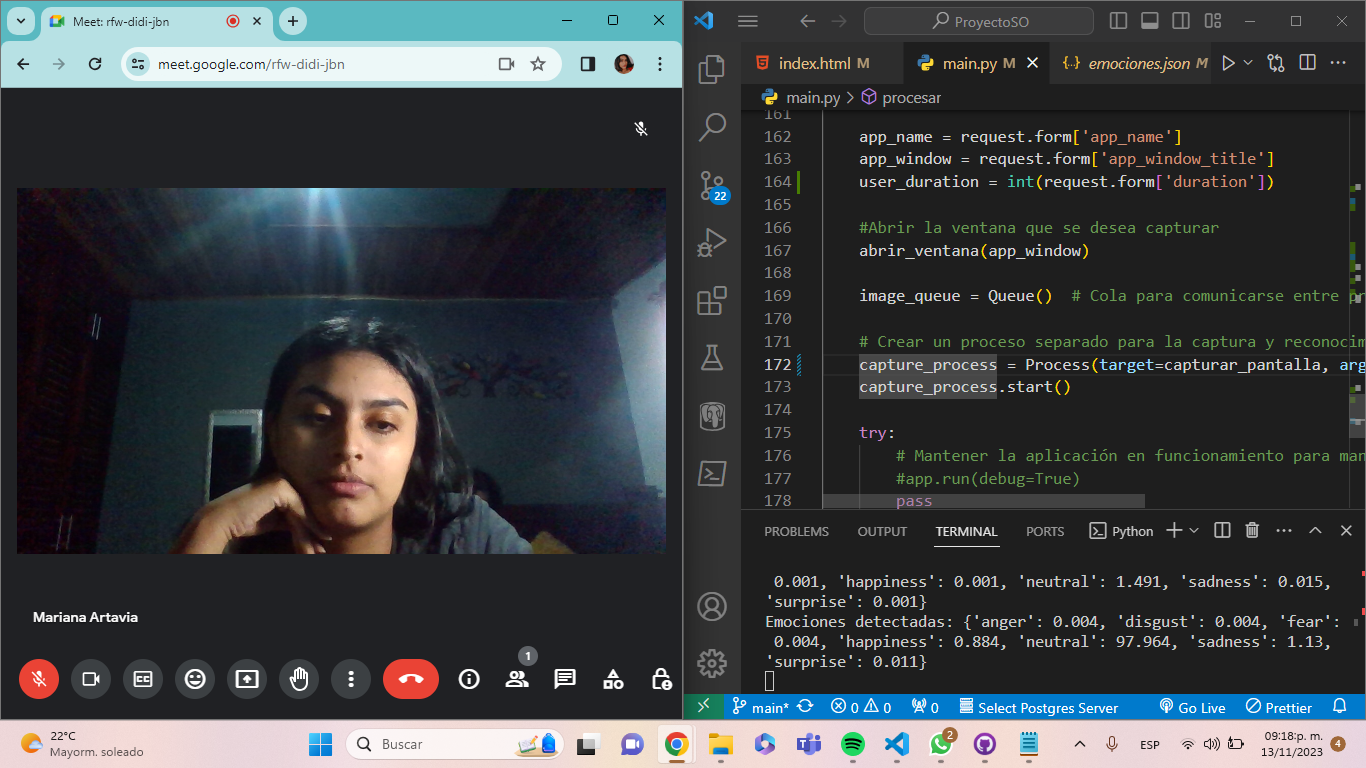 Meet: rfw-didi-jbn
meet.google.com/rfw-didi-jbn
Mariana Artavia
1
ProyectoSO
index.html M
main.py M
emociones.json M
main.py > procesar
22
161
162 app_name = request.form['app_name']
163 app_window = request.form['app_window_title']
164 user_duration = int(request.form['duration'])
165
166 #Abrir la ventana que se desea capturar
167 abrir_ventana(app_window)
168
169 image_queue = Queue()  # Cola para comunicarse entre
170
171 # Crear un proceso separado para la captura y
172 capture_process = Process(target=capturar_pantalla,
173 capture_process.start()
174
175 try:
176 # Mantener la aplicación en funcionamiento para
177 #app.run(debug=True)
178 pass
PROBLEMS OUTPUT TERMINAL PORTS Python
0.001, 'happiness': 0.001, 'neutral': 1.491, 'sadness': 0.015,
'surprise': 0.001}
Emociones detectadas: {'anger': 0.004, 'disgust': 0.004, 'fear':
0.004, 'happiness': 0.884, 'neutral': 97.964, 'sadness': 1.13,
'surprise': 0.011}
main* 0 0 0 Select Postgres Server Go Live Prettier
22°C
Mayorm. soleado
Buscar
2
ESP
09:18 p. m.
13/11/2023
4